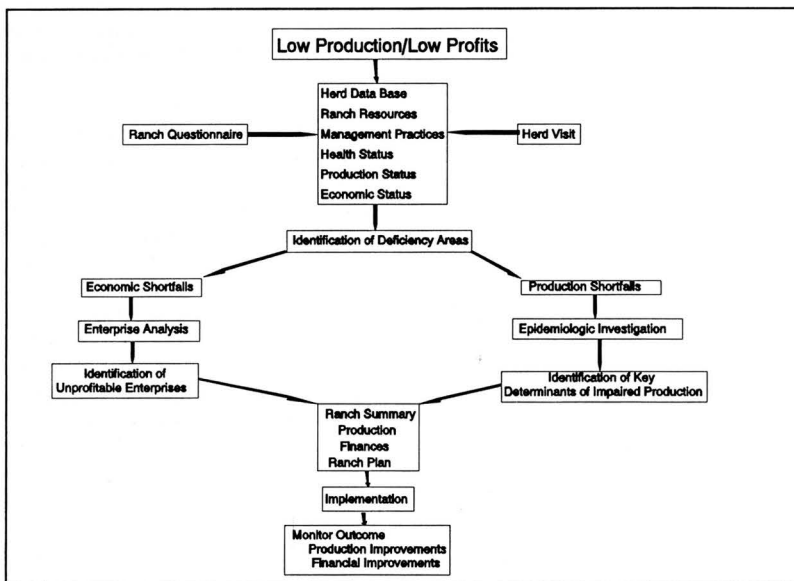 Low Production/Low Profits
Herd Data Base
Ranch Resources
Management Practices
Health Status
Production Status
Economic Status
Ranch Questionnaire
Herd Visit
Identification of Deficiency Areas
Economic Shortfalls
Enterprise Analysis
Identification of
Unprofitable Enterprises
Production Shortfalls
Epidemiologic Investigation
Identification of Key
Determinants of Impaired Production
Ranch Summary
Production
Finances
Ranch Plan
Implementation
Monitor Outcome
Production Improvements
Financial Improvements